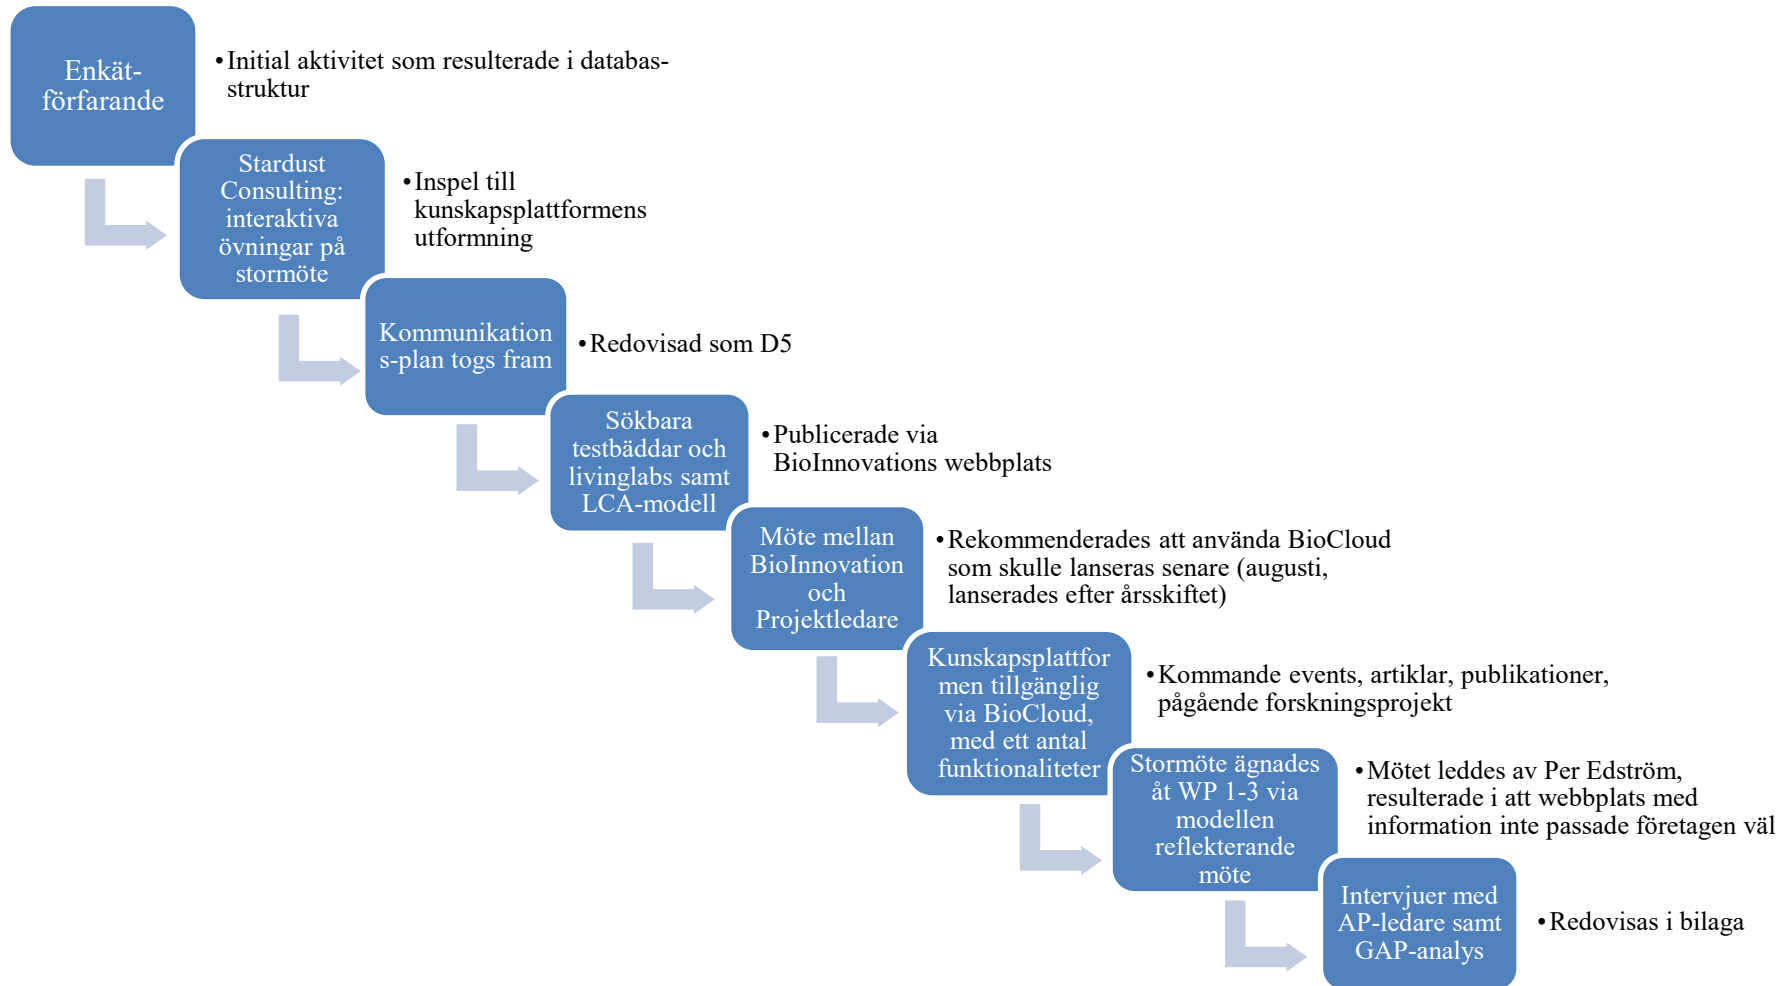 Enkät-
förfarande
•Initial aktivitet som resulterade i databas-
struktur
Stardust
Consulting:
interaktiva
övningar på
stormöte
•Inspel till
kunskapsplattformens
utformning
Kommunikation
s-plan togs fram
•Redovisad som D5
Sökbara
testbäddar och
livinglabs samt
LCA-modell
•Publicerade via
BioInnovations webbplats
Möte mellan
BioInnovation
och
Projektledare
•Rekommenderades att använda BioCloud
som skulle lanseras senare (augusti,
lanserades efter årsskiftet)
Kunskapsplattfor
men tillgänglig
via BioCloud,
med ett antal
funktionaliteter
•Kommande events, artiklar, publikationer,
pågående forskningsprojekt
Stormöte ägnades
åt WP 1-3 via
modellen
reflekterande
möte
•Mötet leddes av Per Edström,
resulterade i att webbplats med
information inte passade företagen väl
Intervjuer med
AP-ledare samt
GAP-analys
•Redovisas i bilaga